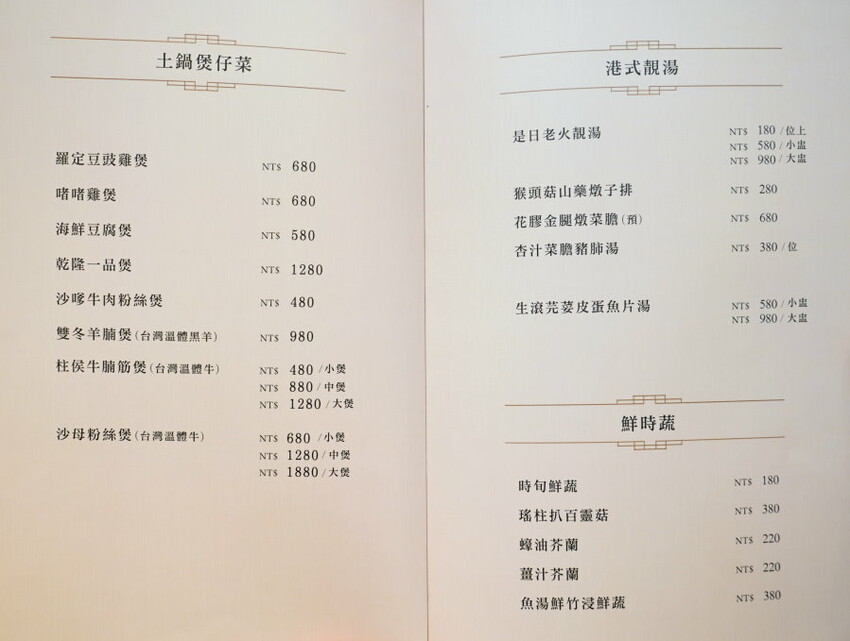 土鍋煲仔菜
羅定豆豉雞煲 NT$ 680
啫啫雞煲 NT$ 680
海鮮豆腐煲 NT$ 580
乾隆一品煲 NT$ 1280
沙嗲牛肉粉絲煲 NT$ 480
雙冬羊腩煲(台灣溫體黑羊) NT$ 980
柱侯牛腩筋煲(台灣溫體牛) NT$ 480 /小煲
NT$ 880 /中煲
NT$ 1280 /大煲
沙母粉絲煲(台灣溫體牛) NT$ 680 /小煲
NT$ 1280 /中煲
NT$ 1880 /大煲
港式靚湯
是日老火靚湯 NT$ 180 /位上
NT$ 580 /小盅
NT$ 980 /大盅
猴頭菇山藥燉子排 NT$ 280
花膠金腿燉菜膽(預) NT$ 680
杏汁菜膽豬肺湯 NT$ 380 /位
生滾芫荽皮蛋魚片湯 NT$ 580 /小盅
NT$ 980 /大盅
鮮時蔬
時旬鮮蔬 NT$ 180
瑤柱扒百靈菇 NT$ 380
蠔油芥蘭 NT$ 220
薑汁芥蘭 NT$ 220
魚湯鮮竹浸鮮蔬 NT$ 380